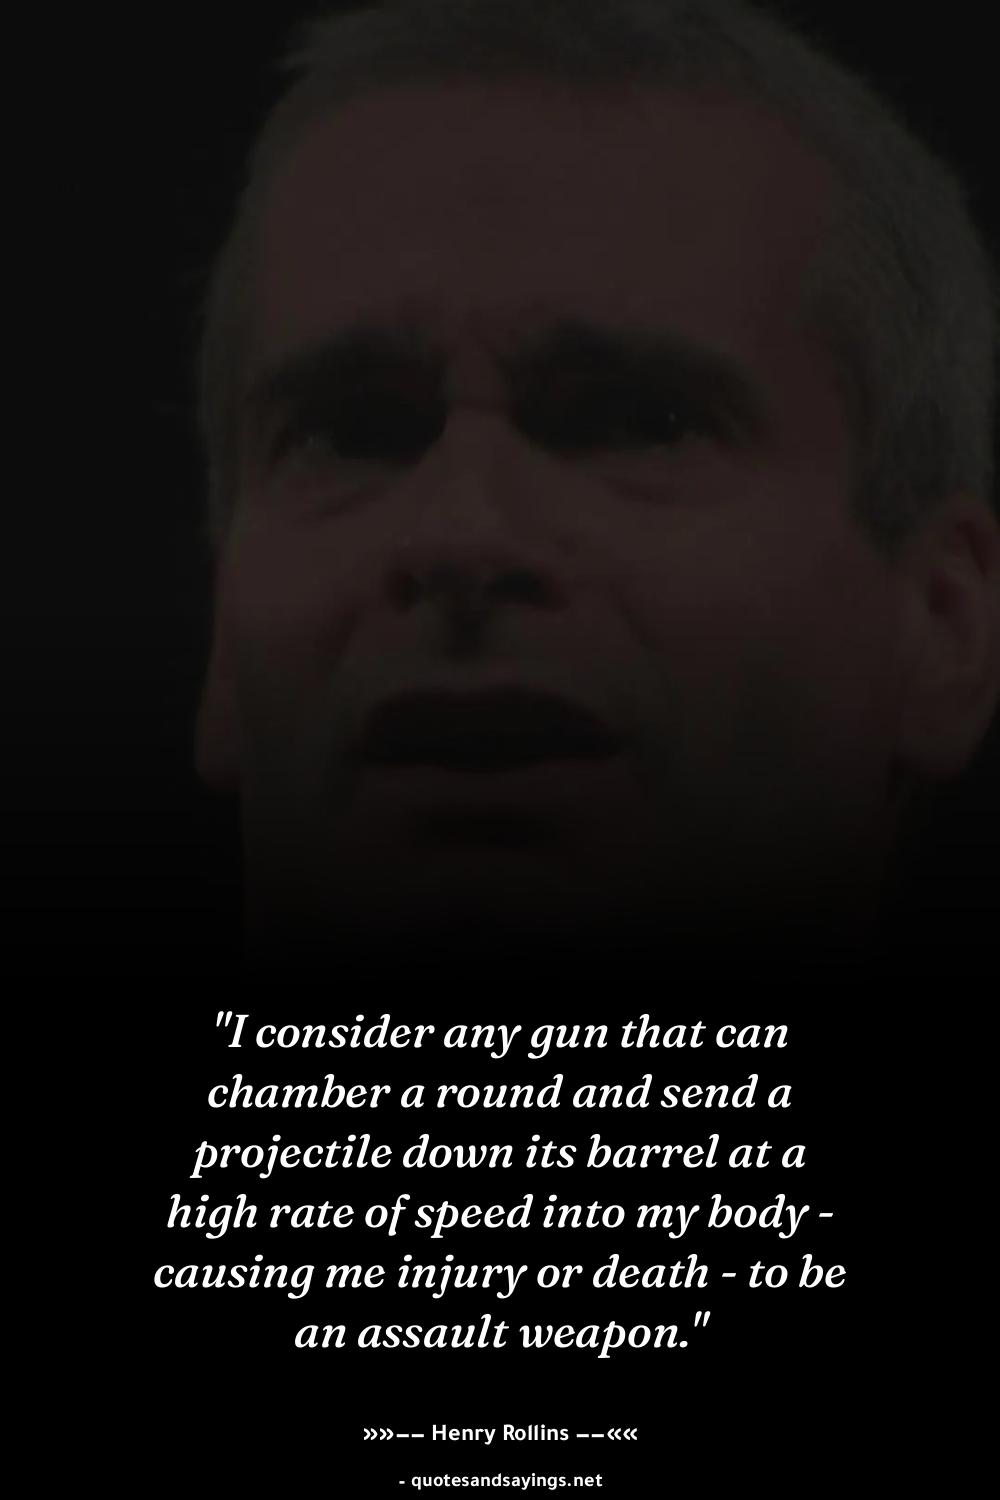 "I consider any gun that can
chamber a round and send a
projectile down its barrel at a
high rate of speed into my body -
causing me injury or death - to be
an assault weapon."
»»−− Henry Rollins −−««
- quotesandsayings.net